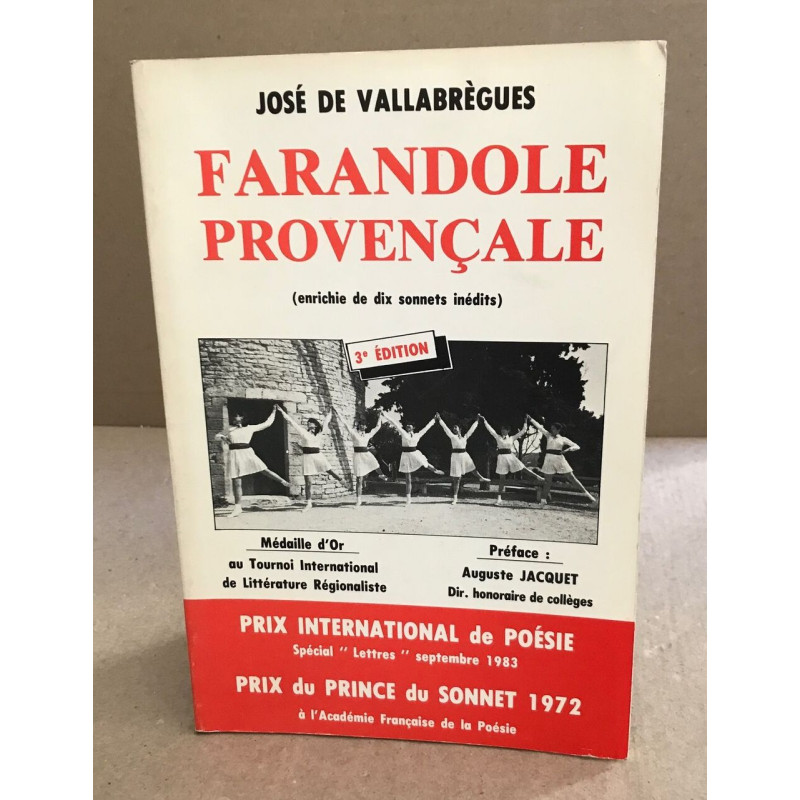 JOSÉ DE VALLABRÈGUES
FARANDOLE
PROVENÇALE
(enrichie de dix sonnets inédits)
3e ÉDITION
Médaille d'Or
au Tournoi International
de Littérature Régionaliste
Préface :
Auguste JACQUET
Dir. honoraire de collèges
PRIX INTERNATIONAL de POÉSIE
Spécial " Lettres " septembre 1983
PRIX du PRINCE du SONNET 1972
à l'Académie Française de la Poésie